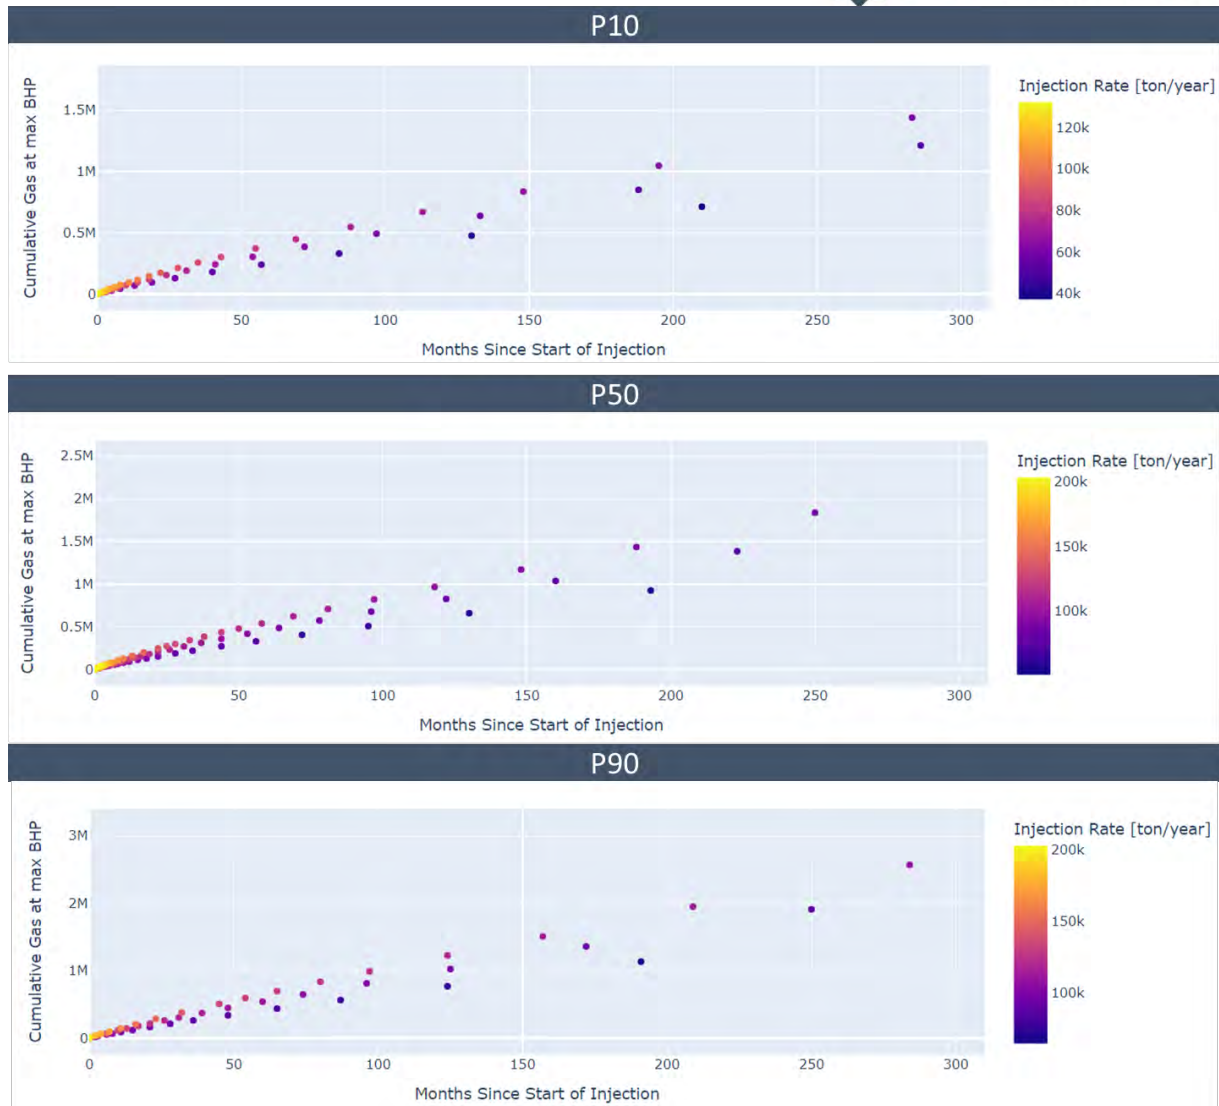 P10
Injection Rate [ton/year]
Cumulative Gas at max BHP
1.5M
1M
0.5M
0
120k
100k
80k
60k
40k
0 50 100 150 200 250 300
Months Since Start of Injection
P50
Injection Rate [ton/year]
Cumulative Gas at max BHP
2.5M
2M
1.5M
1M
0.5M
0
200k
150k
100k
0 50 100 150 200 250 300
Months Since Start of Injection
P90
Injection Rate [ton/year]
Cumulative Gas at max BHP
3M
2M
1M
0
200k
150k
100k
0 50 100 150 200 250 300
Months Since Start of Injection